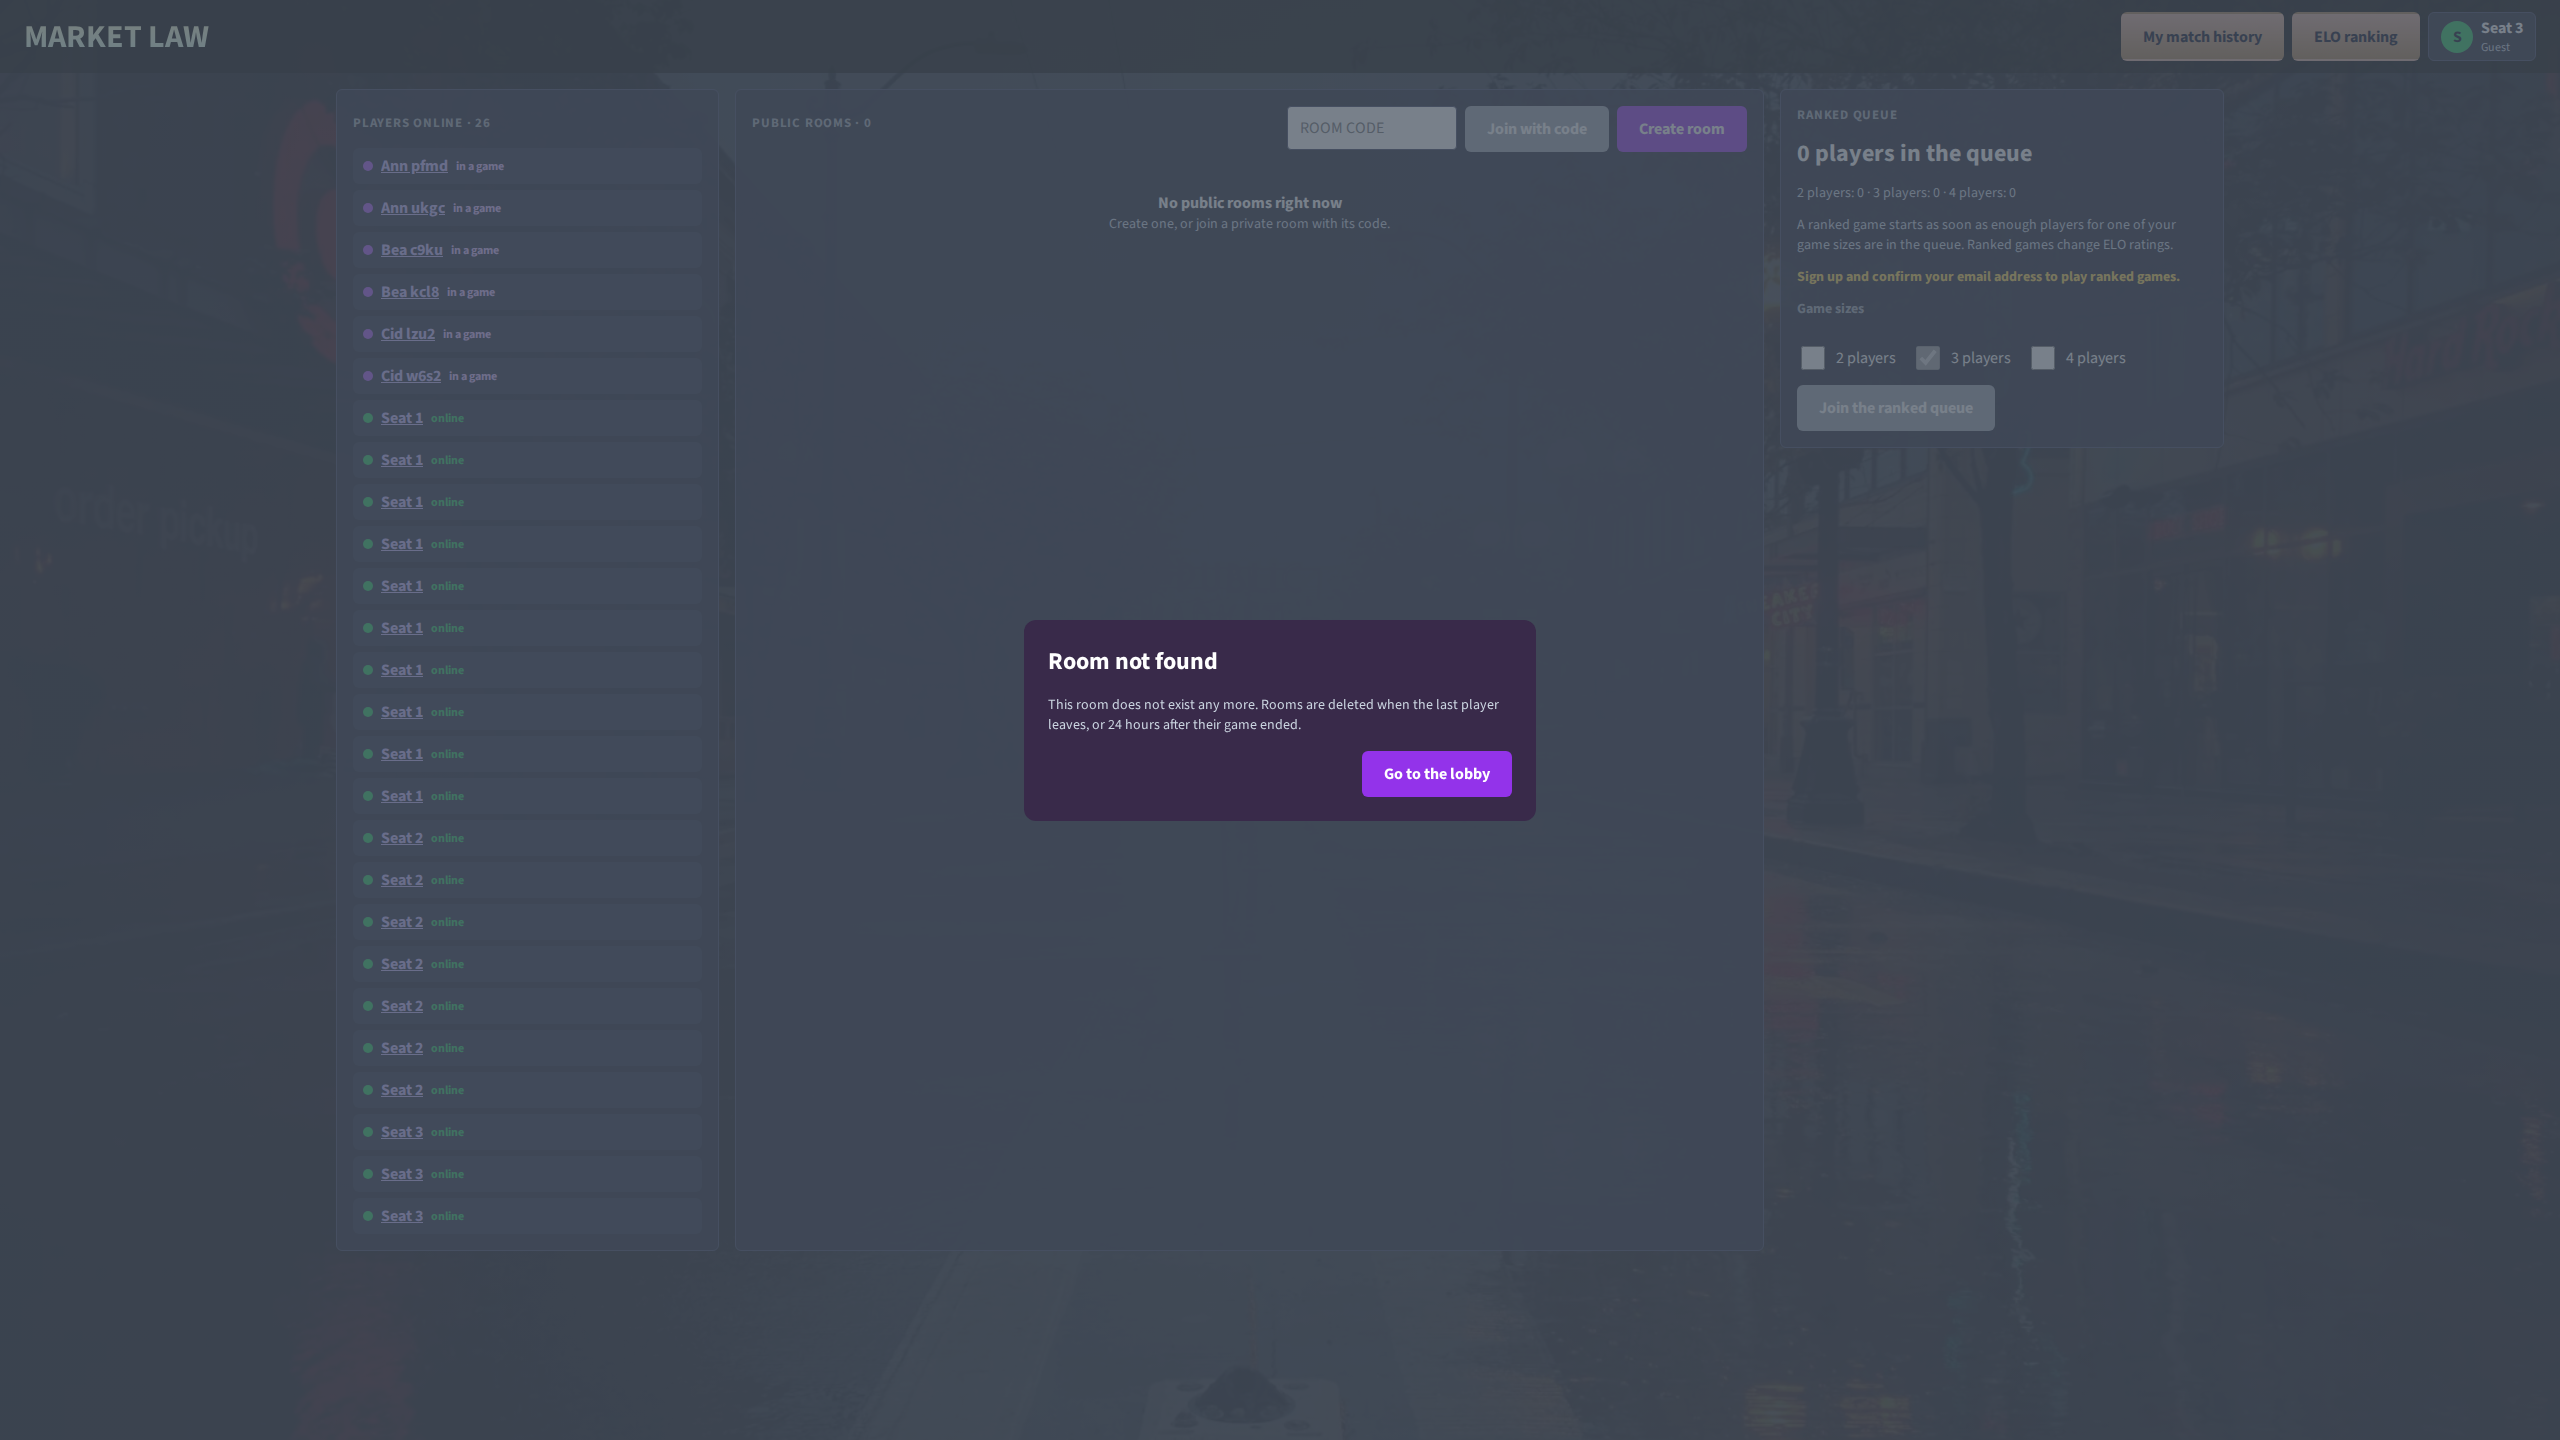 MARKET LAW
My match history
ELO ranking
S
Seat 3
Guest
PLAYERS ONLINE · 26
Ann pfmd in a game
Ann ukgc in a game
Bea c9ku in a game
Bea kcl8 in a game
Cid lzu2 in a game
Cid w6s2 in a game
Seat 1 online
Seat 1 online
Seat 1 online
Seat 1 online
Seat 1 online
Seat 1 online
Seat 1 online
Seat 1 online
Seat 1 online
Seat 1 online
Seat 2 online
Seat 2 online
Seat 2 online
Seat 2 online
Seat 2 online
Seat 2 online
Seat 2 online
Seat 3 online
Seat 3 online
Seat 3 online
PUBLIC ROOMS · 0
ROOM CODE
Join with code
Create room
No public rooms right now
Create one, or join a private room with its code.
RANKED QUEUE
0 players in the queue
2 players: 0 · 3 players: 0 · 4 players: 0
A ranked game starts as soon as enough players for one of your
game sizes are in the queue. Ranked games change ELO ratings.
Sign up and confirm your email address to play ranked games.
Game sizes
2 players
3 players
4 players
Join the ranked queue
Room not found
This room does not exist any more. Rooms are deleted when the last player
leaves, or 24 hours after their game ended.
Go to the lobby
order pickup